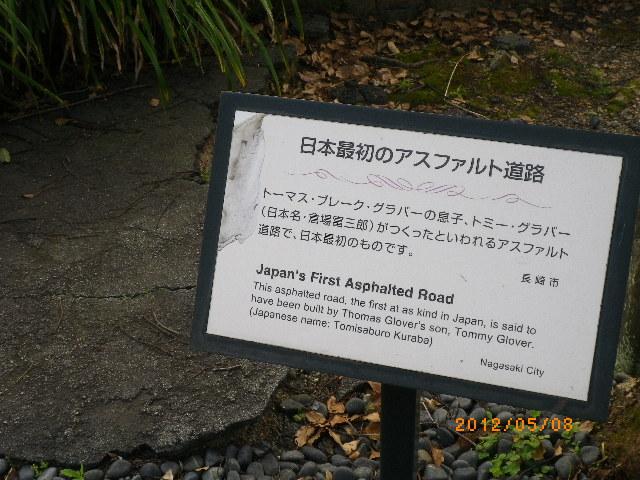 日本最初のアスファルト道路
トーマス・ブレーク・グラバーの息子、トミー・グラバー
(日本名・倉場富三郎)がつくったといわれるアスファルト
道路で、日本最初のものです。
長崎市
Japan's First Asphalted Road
This asphalted road, the first at as kind in Japan, is said to
have been built by Thomas Glover's son, Tommy Glover.
(Japanese name: Tomisaburo Kuraba)
Nagasaki City
2012/05/08